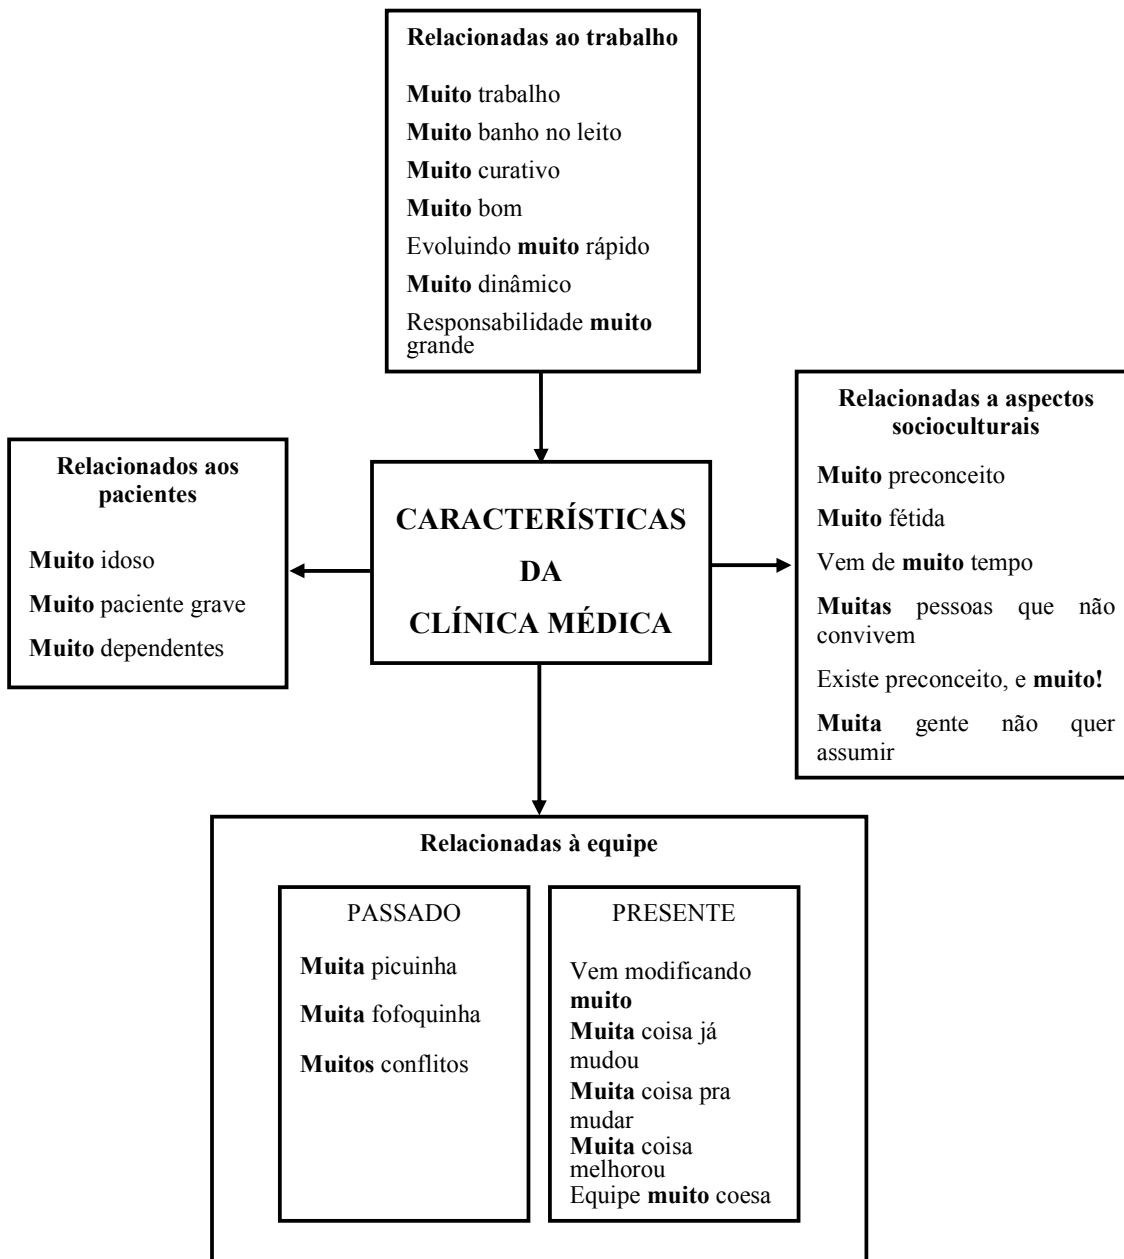 Relacionadas ao trabalho
Muito trabalho
Muito banho no leito
Muito curativo
Muito bom
Evoluindo muito rápido
Muito dinâmico
Responsabilidade muito
grande
Relacionados aos
pacientes
Muito idoso
Muito paciente grave
Muito dependentes
CARACTERÍSTICAS
DA
CLÍNICA MÉDICA
Relacionadas a aspectos
socioculturais
Muito preconceito
Muito fétida
Vem de muito tempo
Muitas pessoas que não
convivem
Existe preconceito, e muito!
Muita gente não quer
assumir
Relacionadas à equipe
PASSADO
Muita picuinha
Muita fofoquinha
Muitos conflitos
PRESENTE
Vem modificando
muito
Muita coisa já
mudou
Muita coisa pra
mudar
Muita coisa
melhorou
Equipe muito coesa